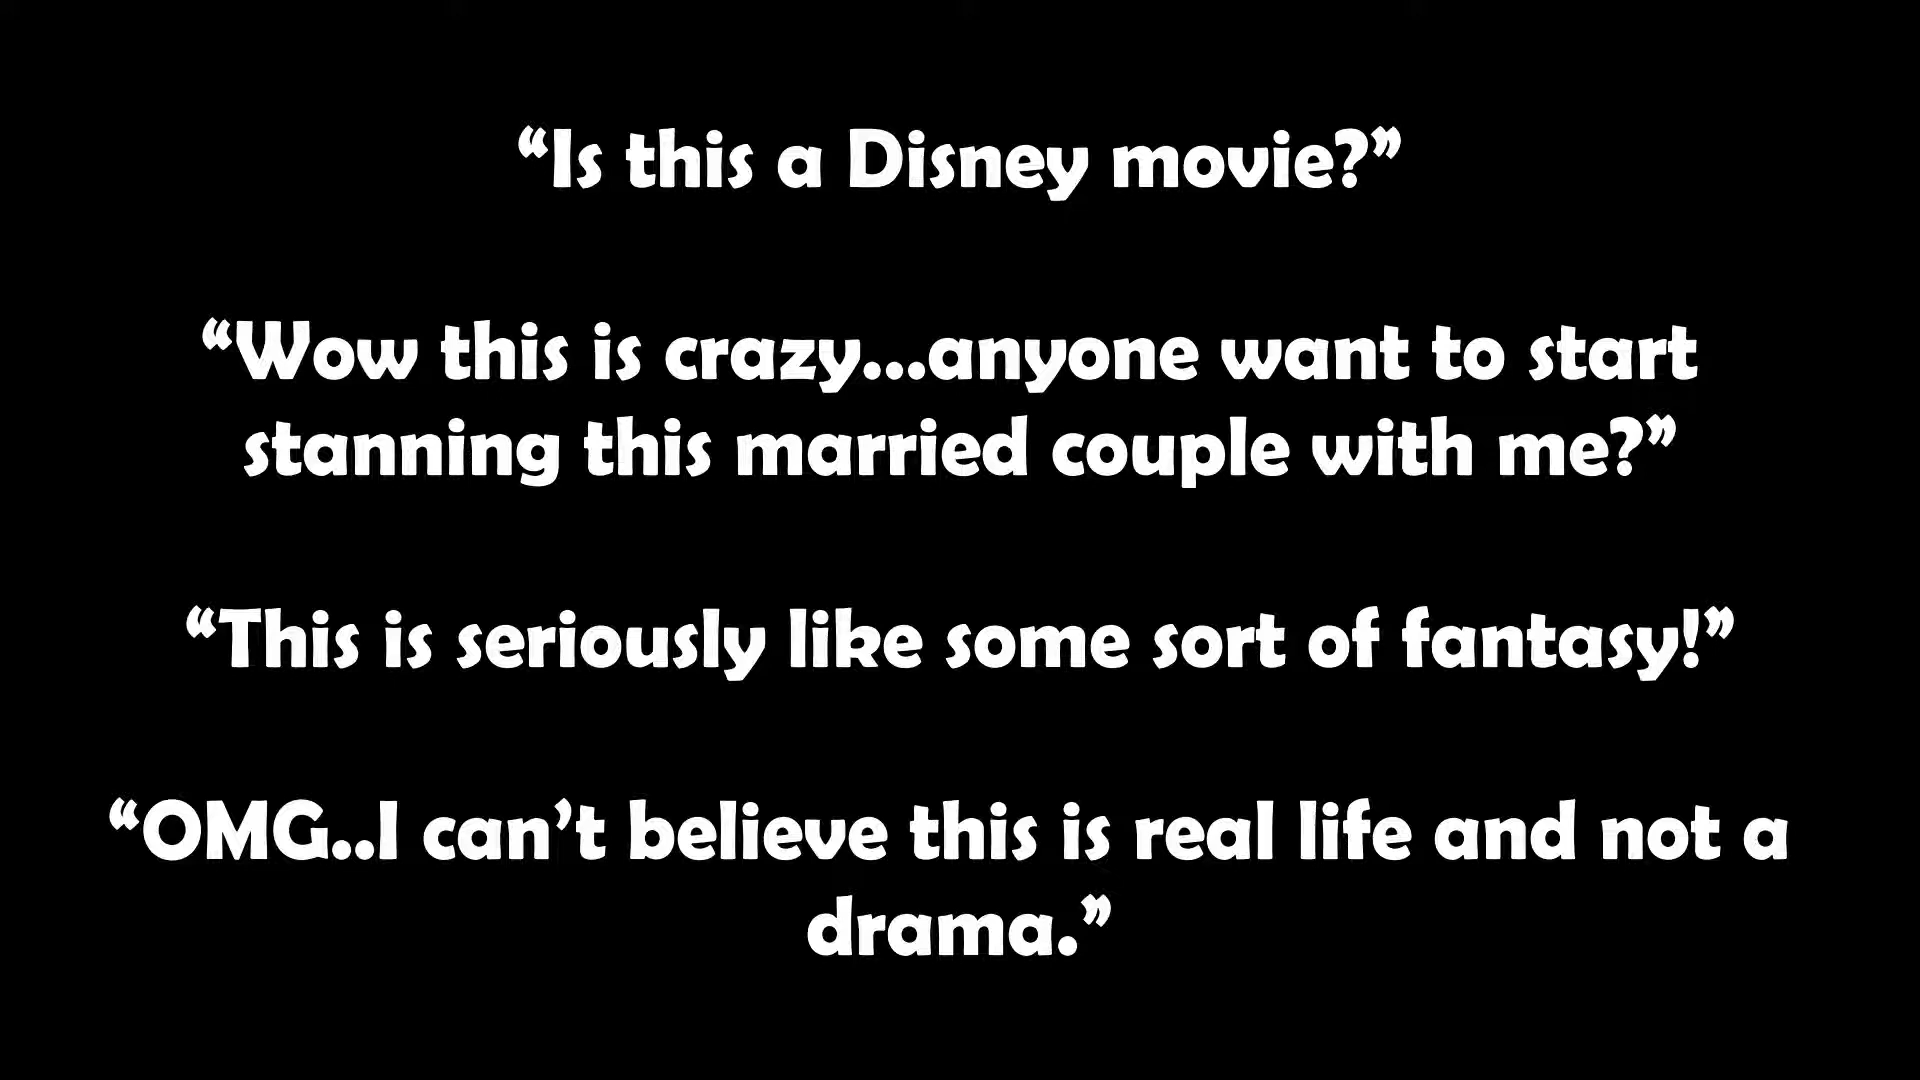 “Is this a Disney movie?”
“Wow this is crazy...anyone want to start
stanning this married couple with me?”
“This is seriously like some sort of fantasy!”
“OMG..I can’t believe this is real life and not a
drama.”